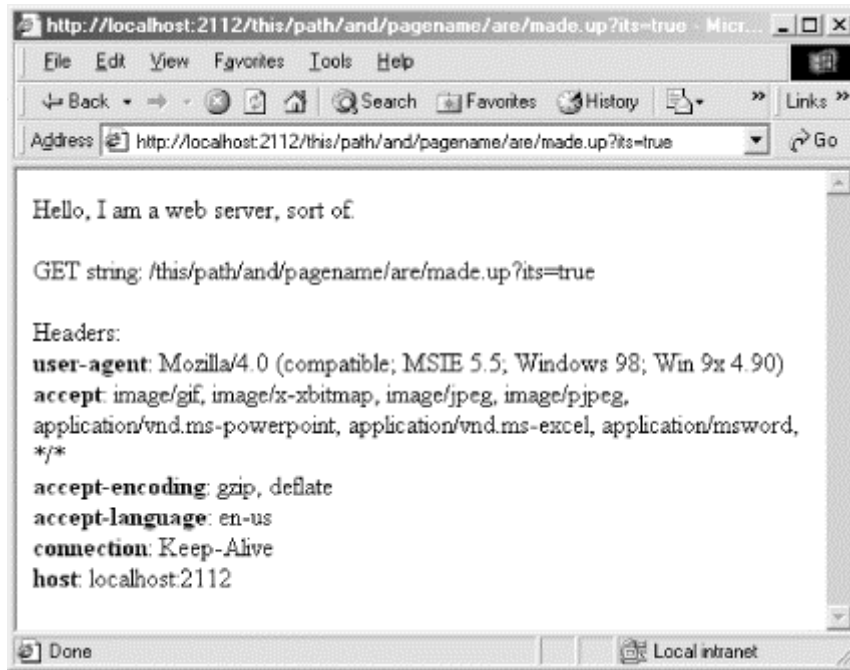 http://localhost:2112/this/path/and/pagename/are/made.up?its=true - Micr...
File Edit View Favorites Tools Help
Back Search Favorites History » Links »
Address http://localhost:2112/this/path/and/pagename/are/made.up?its=true Go
Hello, I am a web server, sort of.
GET string: /this/path/and/pagename/are/made.up?its=true
Headers:
user-agent: Mozilla/4.0 (compatible; MSIE 5.5; Windows 98; Win 9x 4.90)
accept: image/gif, image/x-xbitmap, image/jpeg, image/pjpeg,
application/vnd.ms-powerpoint, application/vnd.ms-excel, application/msword,
*/*
accept-encoding: gzip, deflate
accept-language: en-us
connection: Keep-Alive
host: localhost:2112
Done Local intranet